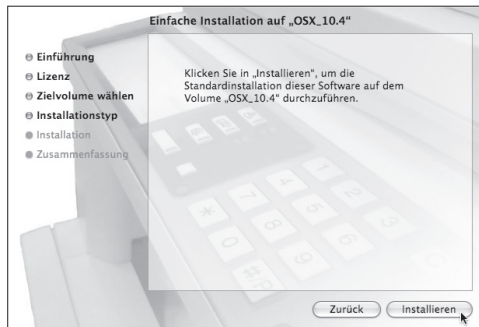 Einfache Installation auf „OSX_10.4“
Einführung
Lizenz
Zielvolume wählen
Installationstyp
Installation
Zusammenfassung
Klicken Sie in „Installieren“, um die
Standardinstallation dieser Software auf dem
Volume „OSX_10.4“ durchzuführen.
Zurück
Installieren